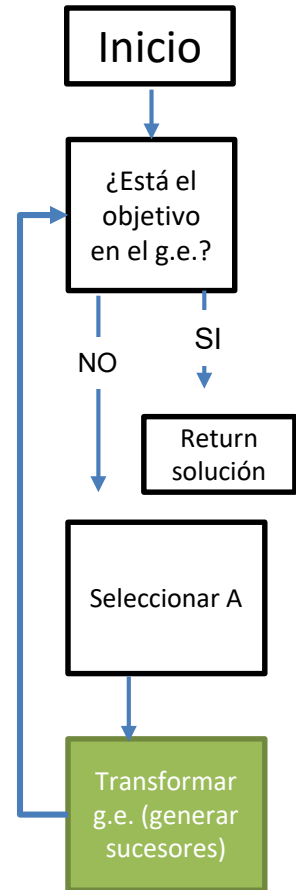 Inicio
¿Está el
objetivo
en el g.e.?
SI
NO
Return
solución
Seleccionar A
Transformar
g.e. (generar
sucesores)